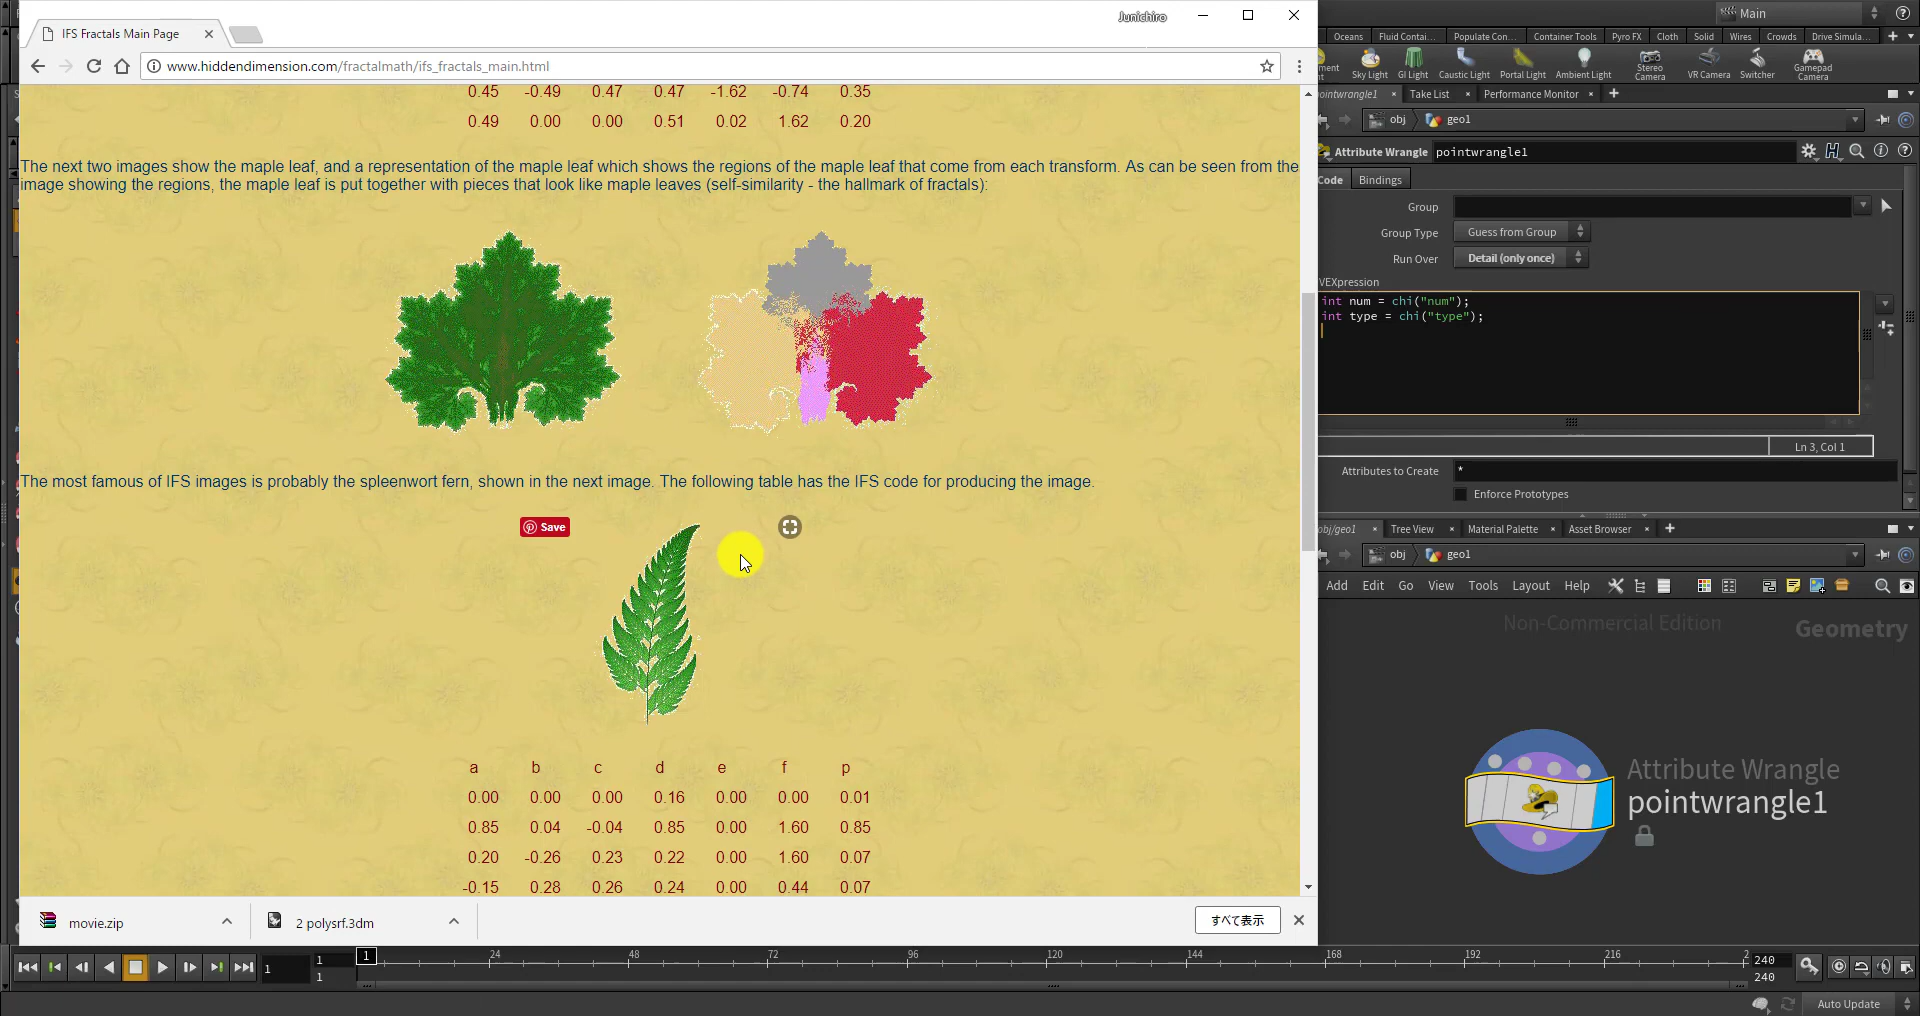 Junichiro
IFS Fractals Main Page
www.hiddendimension.com/fractalmath/ifs_fractals_main.html
0.45 -0.49 0.47 0.47 -1.62 -0.74 0.35
0.49 0.00 0.00 0.51 0.02 1.62 0.20
The next two images show the maple leaf, and a representation of the maple leaf which shows the regions of the maple leaf that come from each transform. As can be seen from the
image showing the regions, the maple leaf is put together with pieces that look like maple leaves (self-similarity - the hallmark of fractals):
The most famous of IFS images is probably the spleenwort fern, shown in the next image. The following table has the IFS code for producing the image.
Save
a b c d e f p
0.00 0.00 0.00 0.16 0.00 0.00 0.01
0.85 0.04 -0.04 0.85 0.00 1.60 0.85
0.20 -0.26 0.23 0.22 0.00 1.60 0.07
-0.15 0.28 0.26 0.24 0.00 0.44 0.07
movie.zip
2 polysrf.3dm
すべて表示
Main
Oceans Fluid Contai... Populate Con... Container Tools Pyro FX Cloth Solid Wires Crowds Drive Simula...
Sky Light GI Light Caustic Light Portal Light Ambient Light Stereo Camera VR Camera Switcher Gamepad Camera
pointwrangle1 Take List Performance Monitor
obj geo1
Attribute Wrangle pointwrangle1
Code Bindings
Group
Group Type Guess from Group
Run Over Detail (only once)
VEXpression
int num = chi("num");
int type = chi("type");
Ln 3, Col 1
Attributes to Create *
Enforce Prototypes
obj/geo1 Tree View Material Palette Asset Browser
obj geo1
Add Edit Go View Tools Layout Help
Non-Commercial Edition
Geometry
Attribute Wrangle
pointwrangle1
1
1
1
1 24 48 72 96 120 144 168 192 216 2
240
240
Auto Update